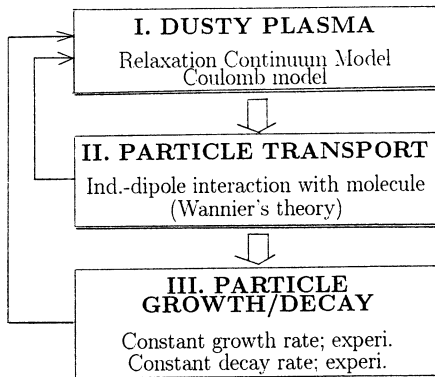 I. DUSTY PLASMA
Relaxation Continuum Model
Coulomb model
II. PARTICLE TRANSPORT
Ind.-dipole interaction with molecule
(Wannier's theory)
III. PARTICLE
GROWTH/DECAY
Constant growth rate; experi.
Constant decay rate; experi.